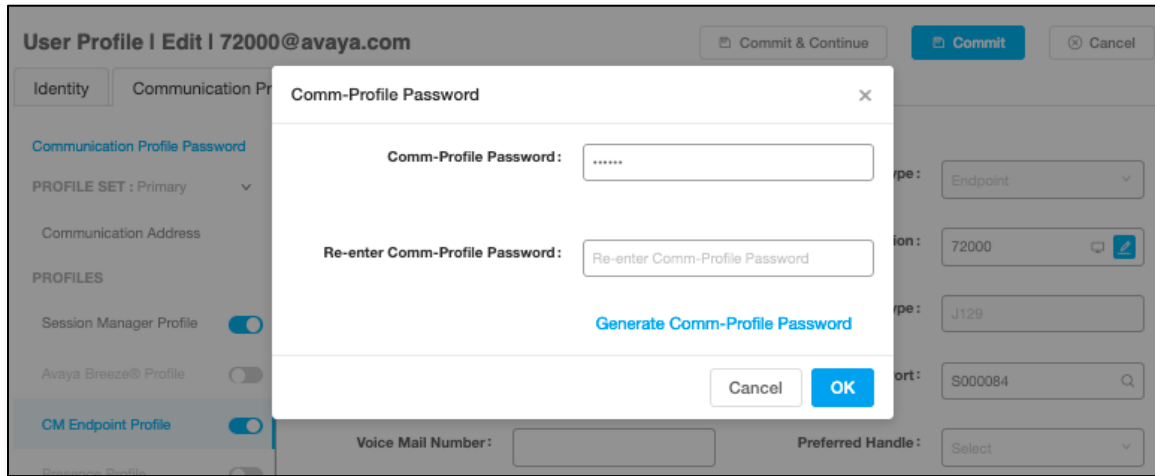 User Profile | Edit | 72000@avaya.com
Commit & Continue
Commit
Cancel
Identity
Communication Pr
Comm-Profile Password
Communication Profile Password
PROFILE SET : Primary
Communication Address
PROFILES
Session Manager Profile
Avaya Breeze® Profile
CM Endpoint Profile
Presence Profile
Comm-Profile Password :
······
Re-enter Comm-Profile Password :
Re-enter Comm-Profile Password
Generate Comm-Profile Password
Cancel
OK
ype :
Endpoint
ion :
72000
ype :
J129
ort :
S000084
Voice Mail Number :
Preferred Handle :
Select